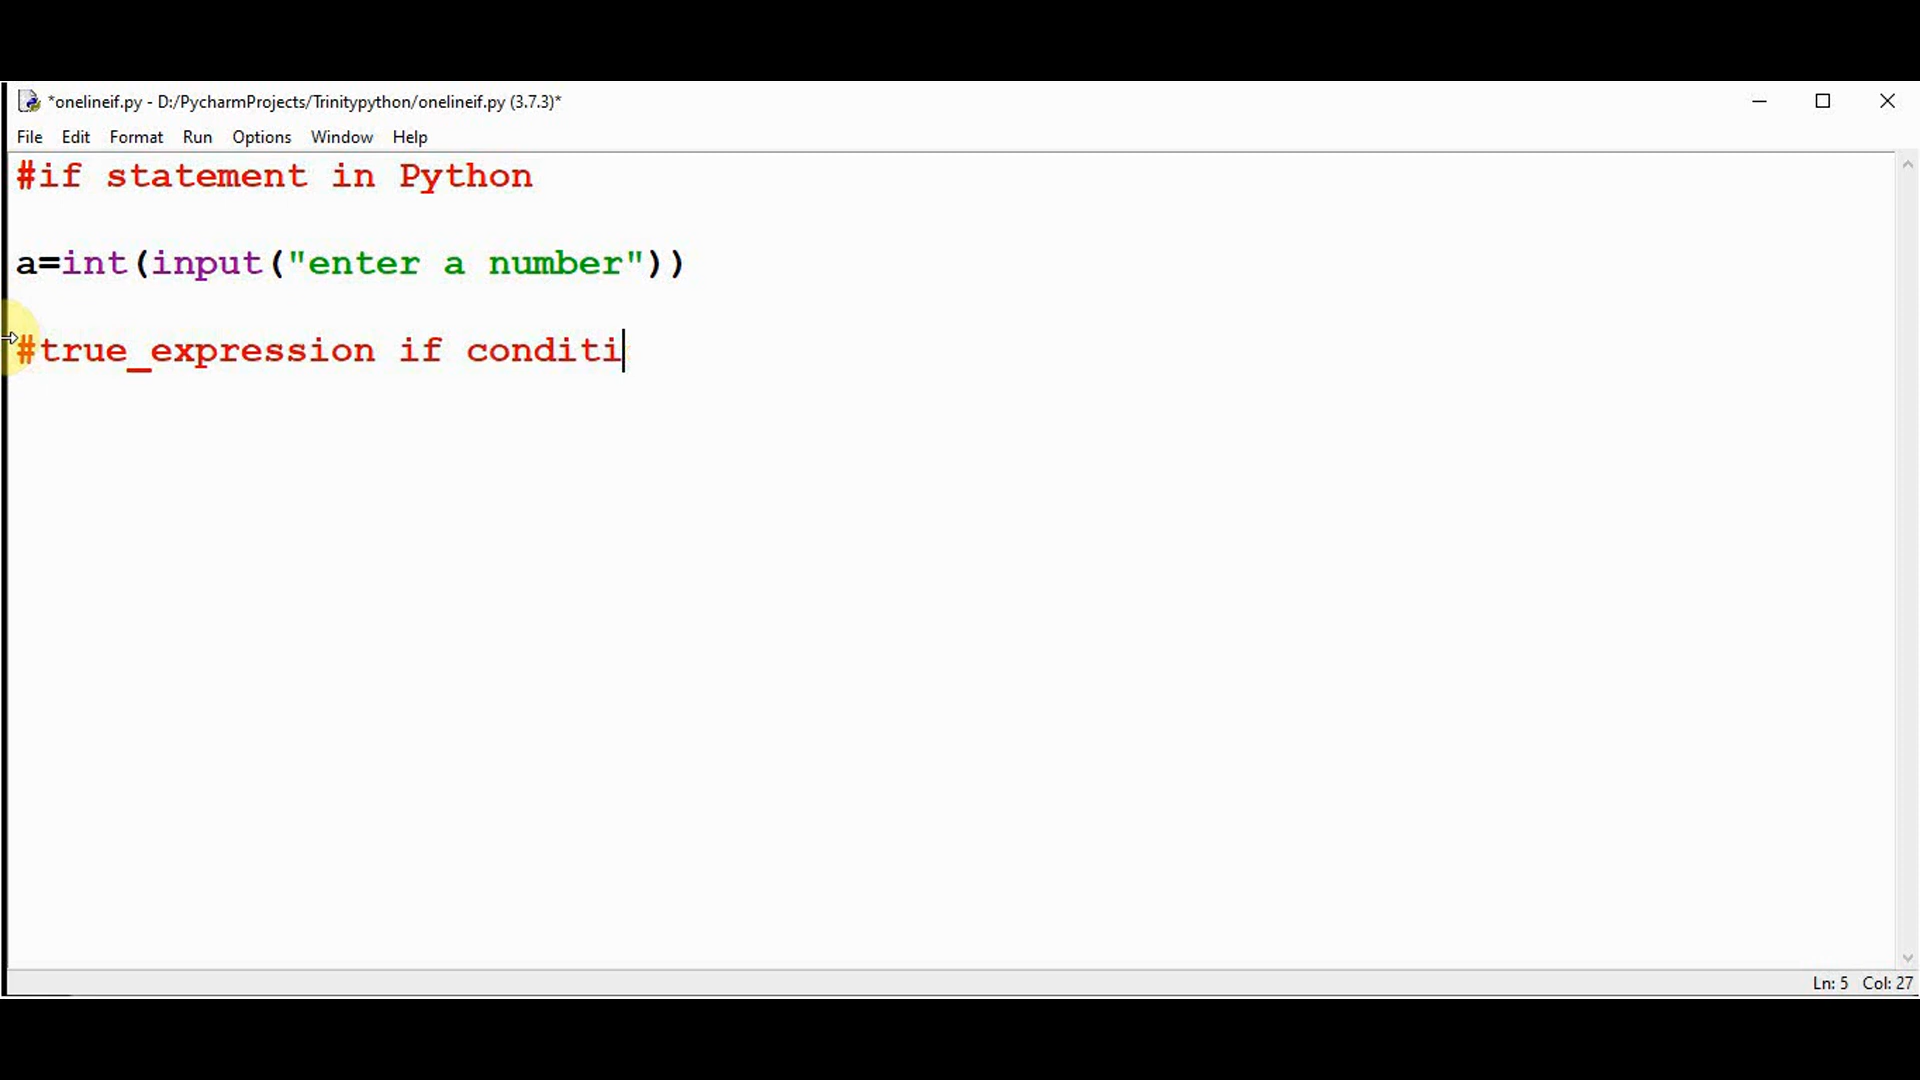 *onelineif.py - D:/PycharmProjects/Trinitypython/onelineif.py (3.7.3)*
File Edit Format Run Options Window Help
#if statement in Python
a=int(input("enter a number"))
#true_expression if conditi
Ln: 5 Col: 27